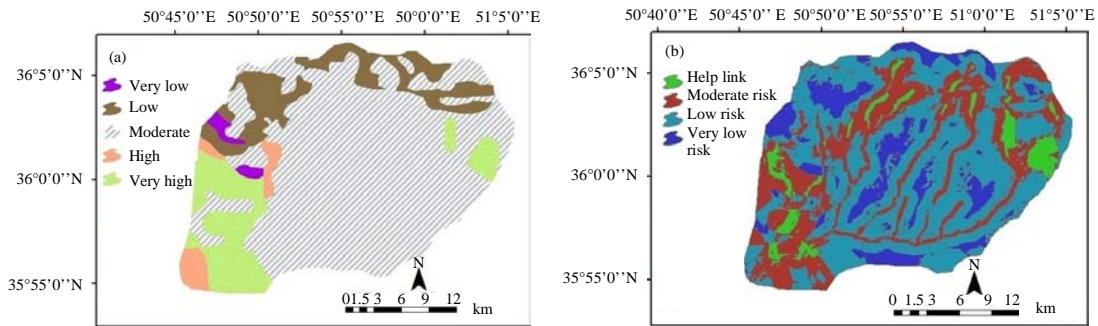 50°45'0''E 50°50'0''E 50°0'0''E 51°5'0''E
(a)
36°5'0''N
36°0'0''N
35°55'0''N
Very low
Low
Moderate
High
Very high
N
0 1.5 3 6 9 12 km
50°40'0''E 50°45'0''E 50°50'0''E 50°55'0''E 51°0'0''E 51°5'0''E
(b)
36°5'0''N
36°0'0''N
35°55'0''N
Help link
Moderate risk
Low risk
Very low
risk
N
0 1.5 3 6 9 12 km